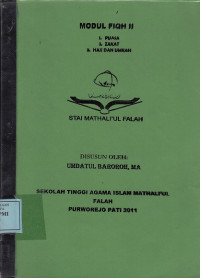 MODUL FIQH II
1. PUASA
2. ZAKAT
3. HAJI DAN UMRAH
STAI MATHALI'UL FALAH
DISUSUN OLEH:
UMDATUL BAROROH, MA
SEKOLAH TINGGI AGAMA ISLAM MATHALI'UL
FALAH
PURWOREJO PATI 2011